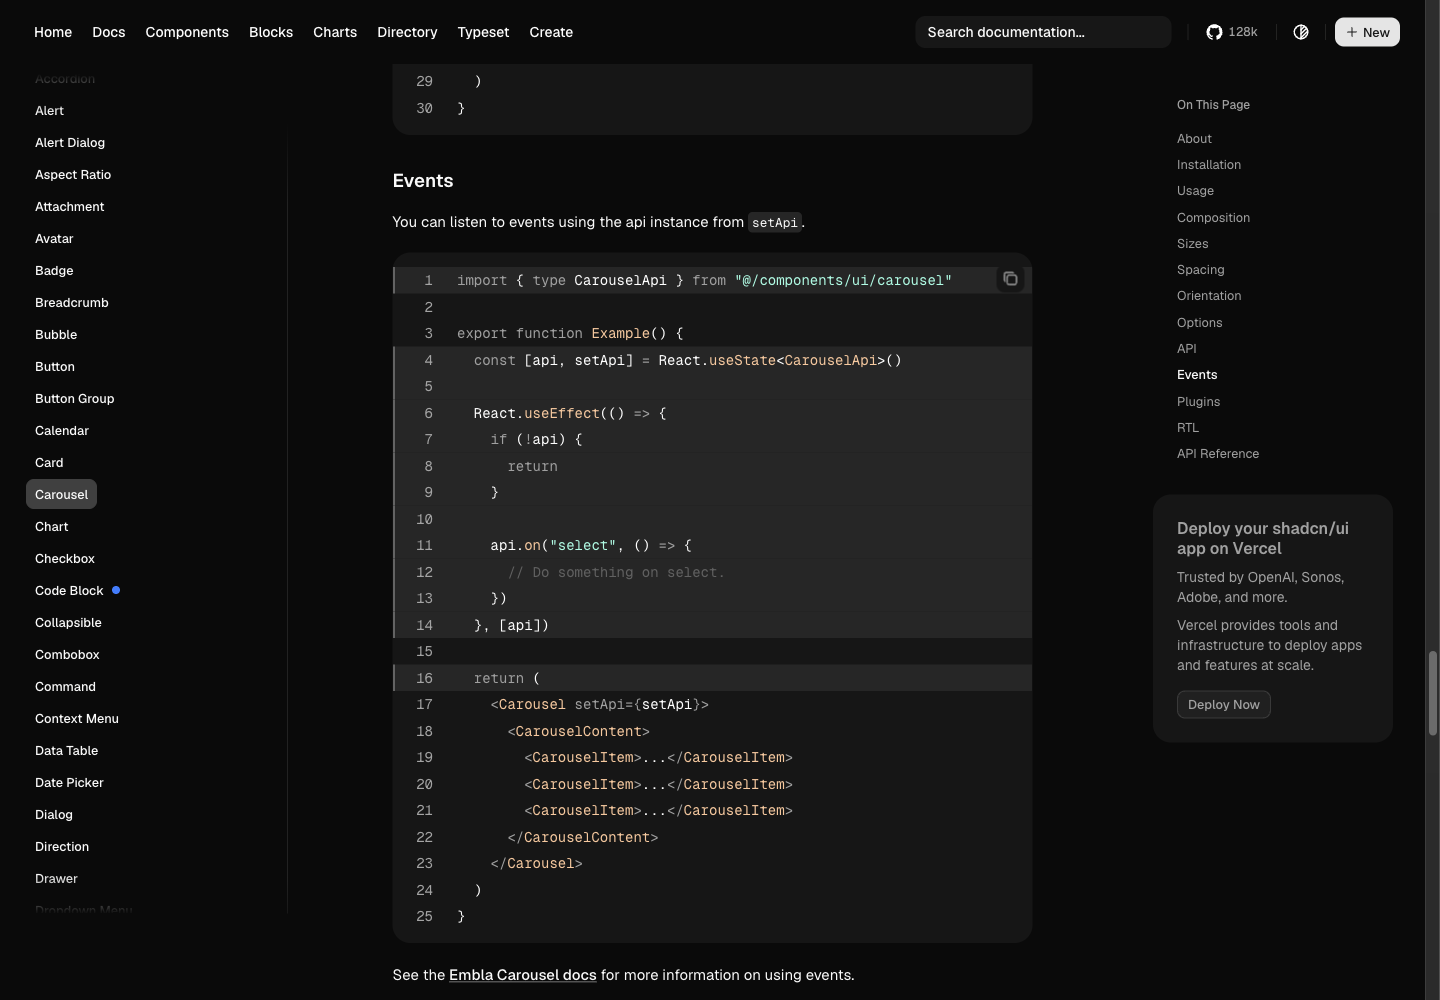 Home Docs Components Blocks Charts Directory Typeset Create
Search documentation...
128k
New
Accordion
Alert
Alert Dialog
Aspect Ratio
Attachment
Avatar
Badge
Breadcrumb
Bubble
Button
Button Group
Calendar
Card
Carousel
Chart
Checkbox
Code Block
Collapsible
Combobox
Command
Context Menu
Data Table
Date Picker
Dialog
Direction
Drawer
Dropdown Menu
29   )
30 }
Events
You can listen to events using the api instance from setApi.
1 import { type CarouselApi } from "@/components/ui/carousel"
2
3 export function Example() {
4   const [api, setApi] = React.useState<CarouselApi>()
5
6   React.useEffect(() => {
7     if (!api) {
8       return
9     }
10
11     api.on("select", () => {
12       // Do something on select.
13     })
14   }, [api])
15
16   return (
17     <Carousel setApi={setApi}>
18       <CarouselContent>
19         <CarouselItem>...</CarouselItem>
20         <CarouselItem>...</CarouselItem>
21         <CarouselItem>...</CarouselItem>
22       </CarouselContent>
23     </Carousel>
24   )
25 }
See the Embla Carousel docs for more information on using events.
On This Page
About
Installation
Usage
Composition
Sizes
Spacing
Orientation
Options
API
Events
Plugins
RTL
API Reference
Deploy your shadcn/ui
app on Vercel
Trusted by OpenAI, Sonos,
Adobe, and more.
Vercel provides tools and
infrastructure to deploy apps
and features at scale.
Deploy Now